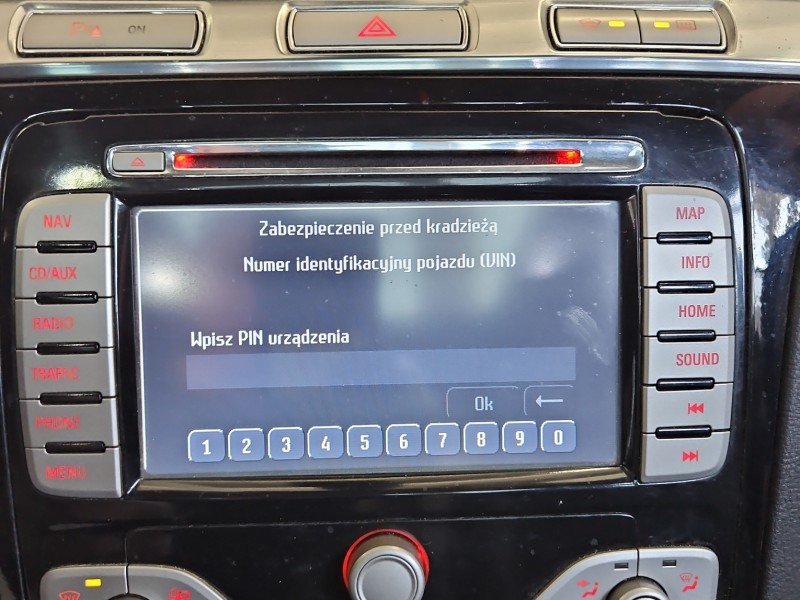 P ON
NAV
CD/AUX
RADIO
TRAFFIC
PHONE
MENU
Zabezpieczenie przed kradzieżą
Numer identyfikacyjny pojazdu (VIN)
Wpisz PIN urządzenia
Ok
1 2 3 4 5 6 7 8 9 0
MAP
INFO
HOME
SOUND